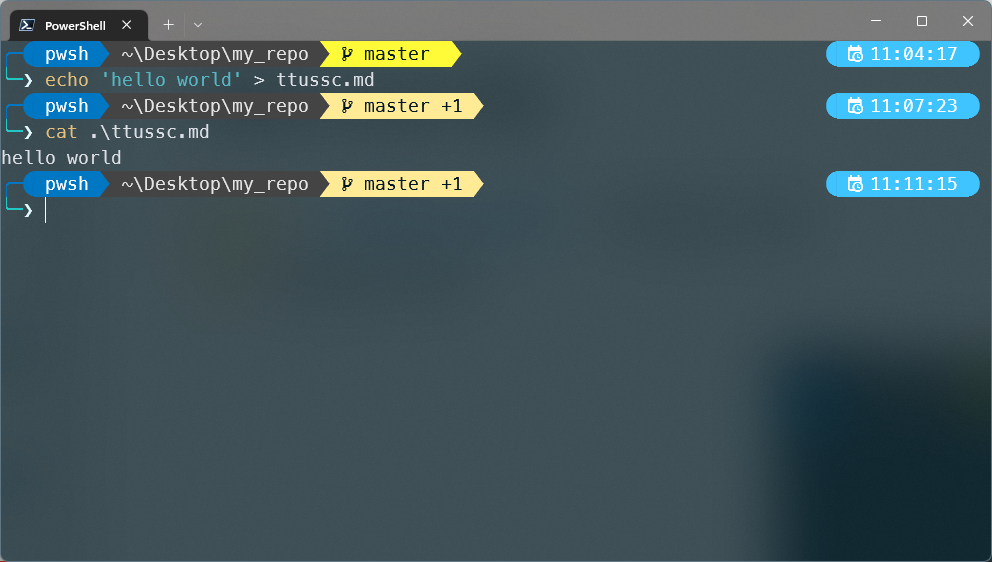 PowerShell
pwsh ~\Desktop\my_repo master 11:04:17
❯ echo 'hello world' > ttussc.md
pwsh ~\Desktop\my_repo master +1 11:07:23
❯ cat .\ttussc.md
hello world
pwsh ~\Desktop\my_repo master +1 11:11:15
❯